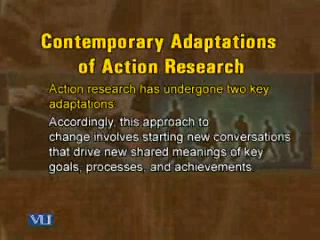 Contemporary Adaptations
of Action Research
Action research has undergone two key
adaptations:
Accordingly, this approach to
change involves starting new conversations
that drive new shared meanings of key
goals, processes, and achievements
VU